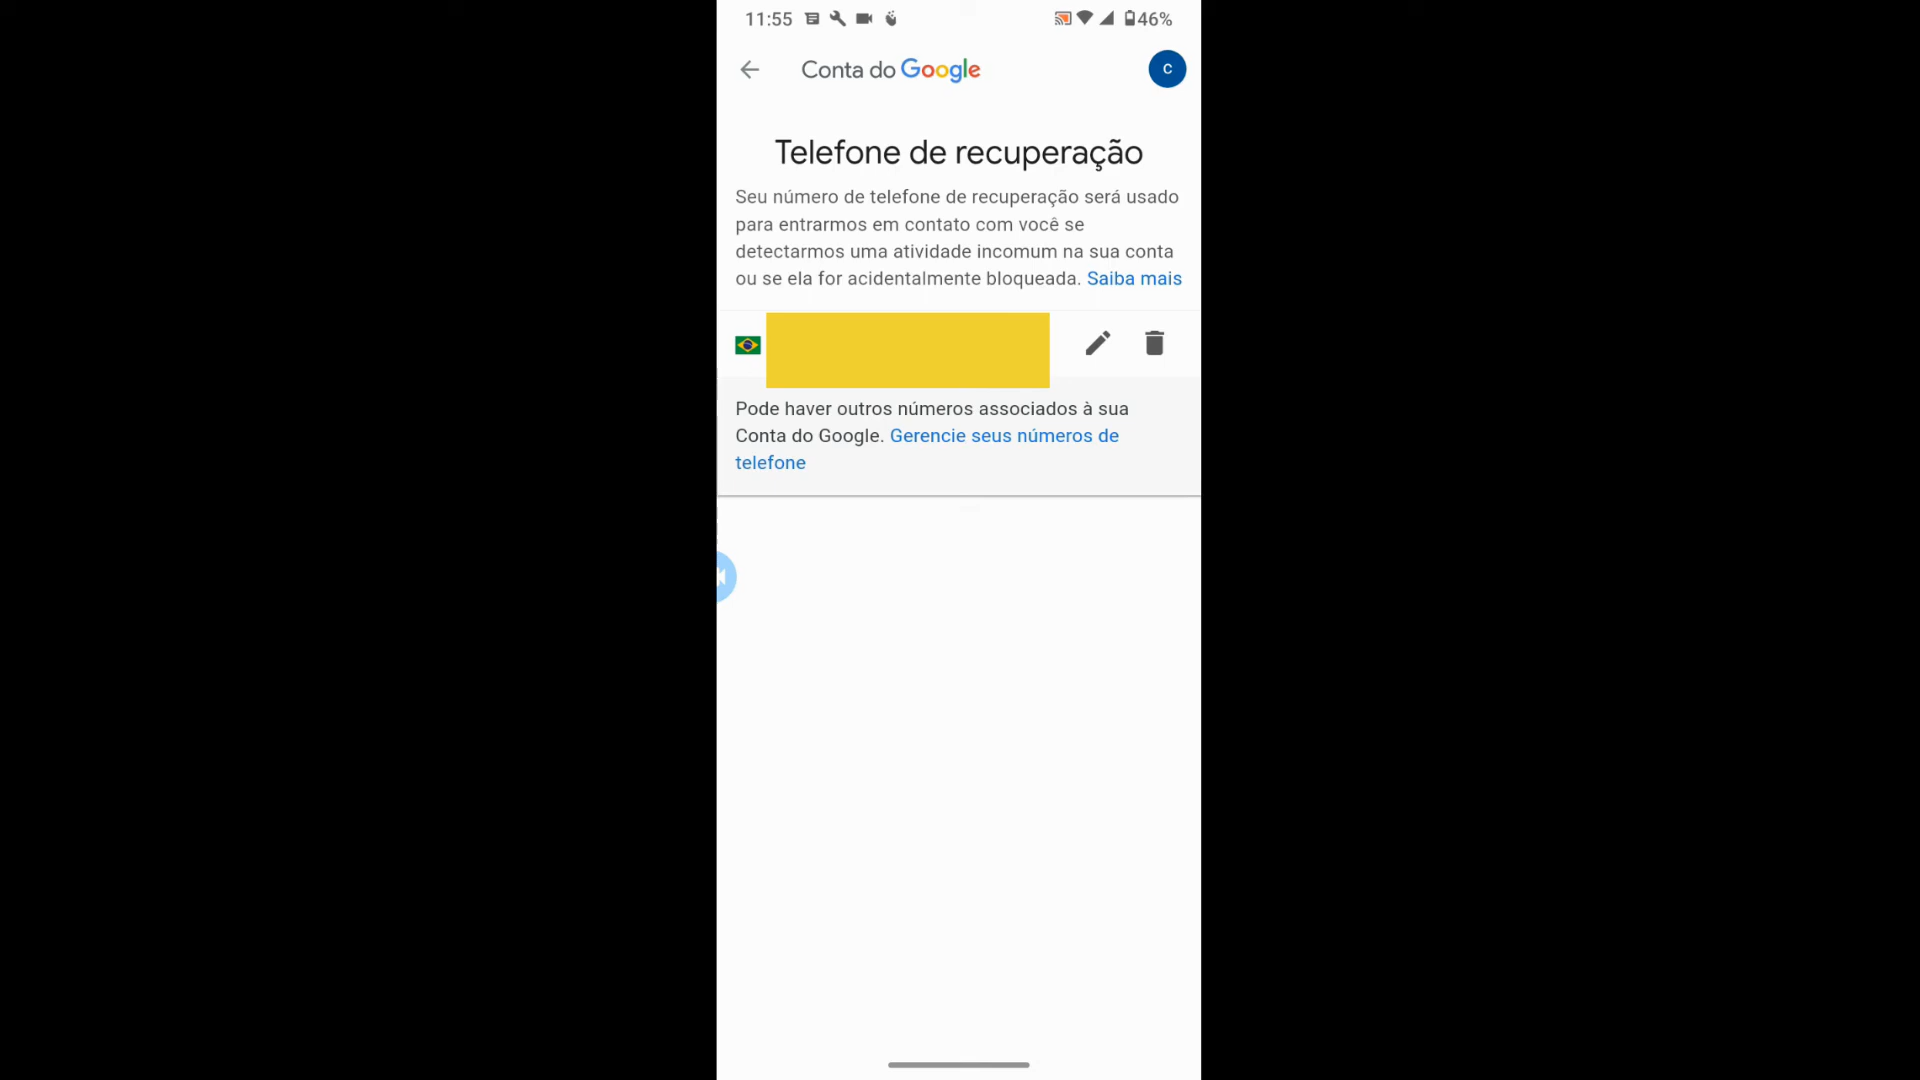 11:55 46%
Conta do Google
C
Telefone de recuperação
Seu número de telefone de recuperação será usado
para entrarmos em contato com você se
detectarmos uma atividade incomum na sua conta
ou se ela for acidentalmente bloqueada. Saiba mais
Pode haver outros números associados à sua
Conta do Google. Gerencie seus números de
telefone